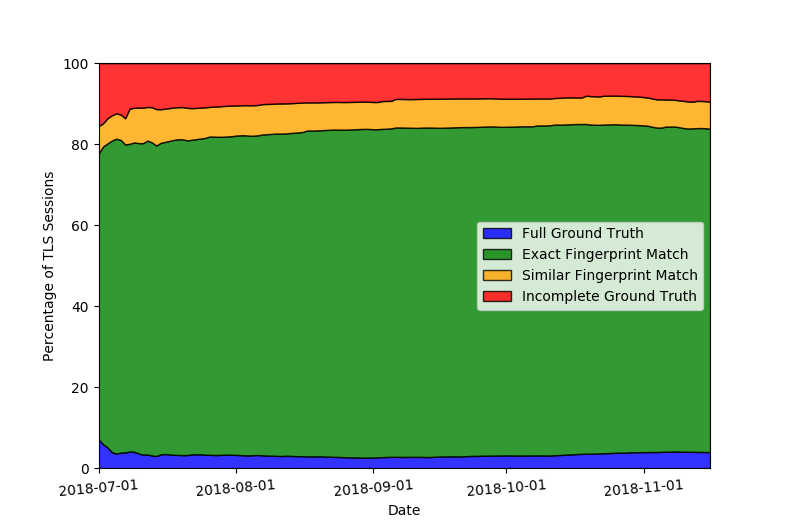 100
80
60
40
20
0
Percentage of TLS Sessions
Full Ground Truth
Exact Fingerprint Match
Similar Fingerprint Match
Incomplete Ground Truth
2018-07-01 2018-08-01 2018-09-01 2018-10-01 2018-11-01
Date